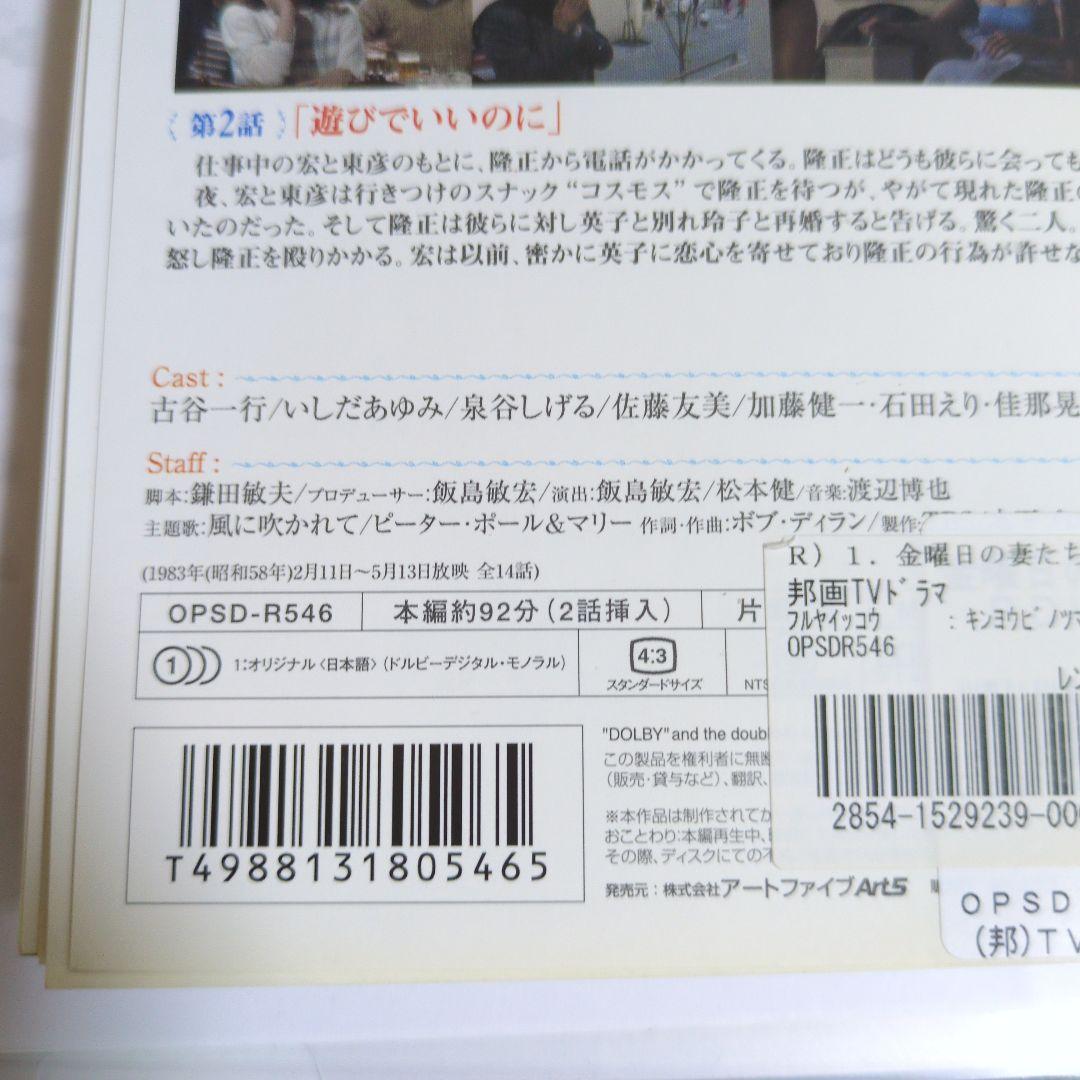 〈第2話〉「遊びでいいのに」
仕事中の宏と東彦のもとに、隆正から電話がかかってくる。隆正はどうも彼らに会っても
夜、宏と東彦は行きつけのスナック“コスモス”で隆正を待つが、やがて現れた隆正の
いたのだった。そして隆正は彼らに対し英子と別れ玲子と再婚すると告げる。驚く二人。
怒し隆正を殴りかかる。宏は以前、密かに英子に恋心を寄せており隆正の行為が許せな
Cast :
古谷一行/いしだあゆみ/泉谷しげる/佐藤友美/加藤健一・石田えり・佳那晃
Staff :
脚本:鎌田敏夫/プロデューサー:飯島敏宏/演出:飯島敏宏/松本健/音楽:渡辺博也
主題歌:風に吹かれて/ピーター・ポール&マリー 作詞・作曲:ボブ・ディラン/製作:
(1983年(昭和58年)2月11日～5月13日放映 全14話)
OPSD-R546 本編約92分(2話挿入) 片
1 1:オリジナル〈日本語〉(ドルビーデジタル・モノラル) 4:3 スタンダードサイズ NTS
R) 1. 金曜日の妻たち
邦画TVドラマ
フルヤイッコウ : キンヨウビノツマ
OPSDR546
レン
2854-1529239-00
T4988131805465
"DOLBY" and the doub
この製品を権利者に無断
(販売・貸与など)、翻訳、
※本作品は制作されてか
おことわり:本編再生中、
その際、ディスクにての不
発売元:株式会社アートファイブArt5
OPSD
(邦)TV